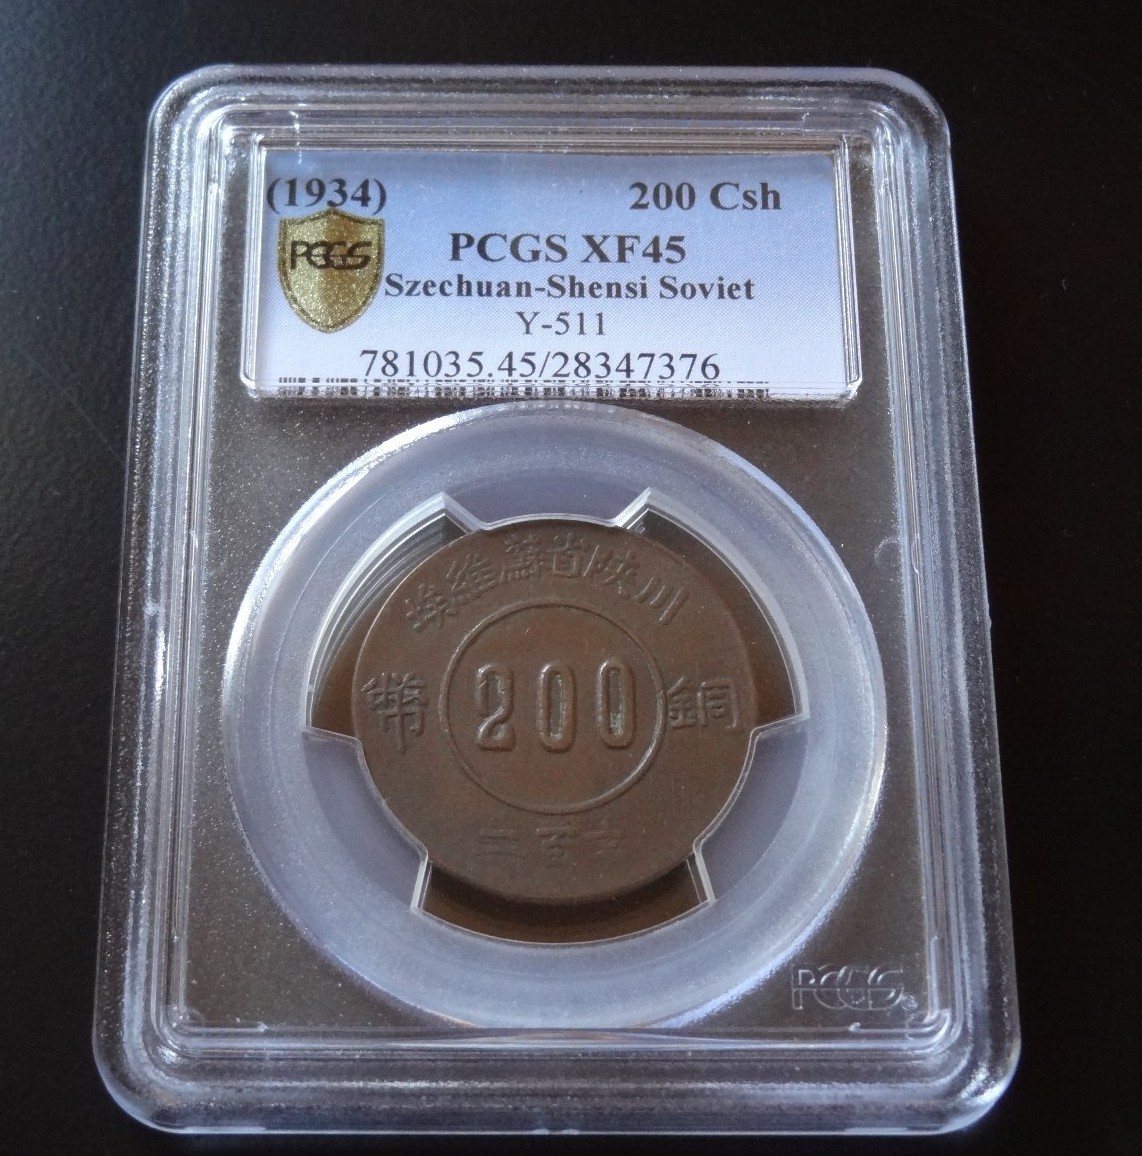 (1934) 200 Csh
PCGS
PCGS XF45
Szechuan-Shensi Soviet
Y-511
781035.45/28347376
川陝省蘇維埃
銅幣
200
二百文
PCGS